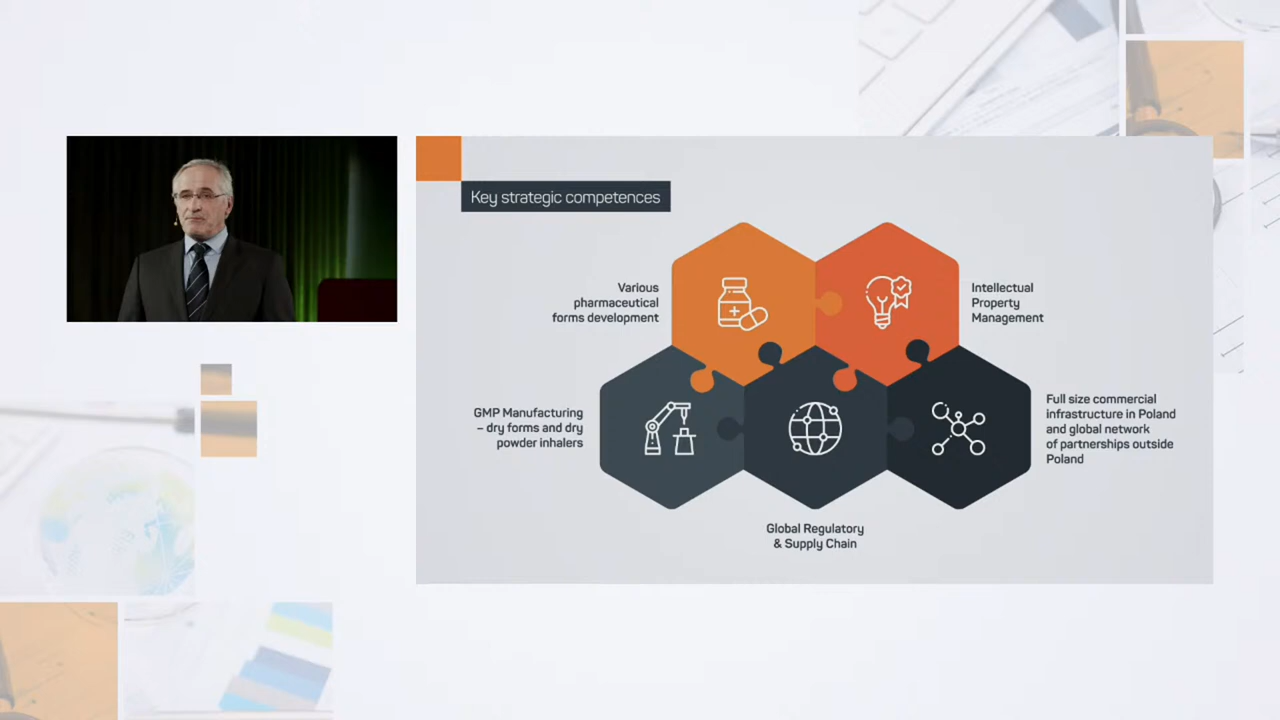 Key strategic competences
Various
pharmaceutical
forms development
Intellectual
Property
Management
GMP Manufacturing
– dry forms and dry
powder inhalers
Full size commercial
infrastructure in Poland
and global network
of partnerships outside
Poland
Global Regulatory
& Supply Chain